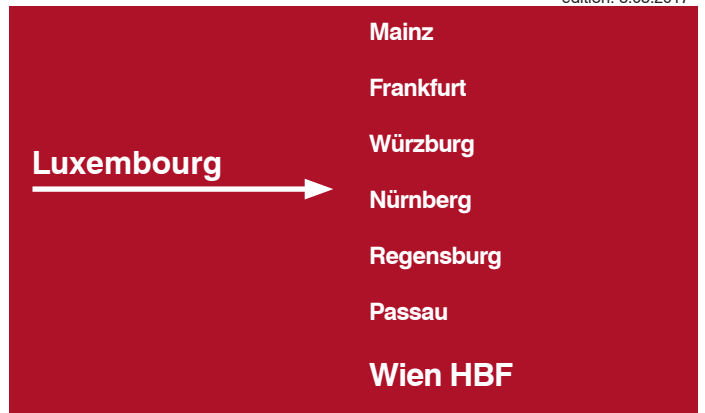 Mainz
Frankfurt
Würzburg
Luxembourg
Nürnberg
Regensburg
Passau
Wien HBF